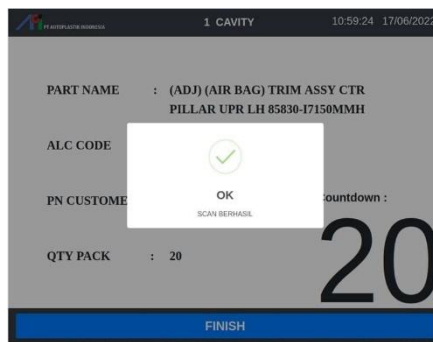 PT AUTOPLASTIK INDONESIA
1 CAVITY
10:59:24 17/06/2022
PART NAME : (ADJ) (AIR BAG) TRIM ASSY CTR
PILLAR UPR LH 85830-I7150MMH
ALC CODE
OK
SCAN BERHASIL
PN CUSTOME
Countdown :
20
QTY PACK : 20
FINISH